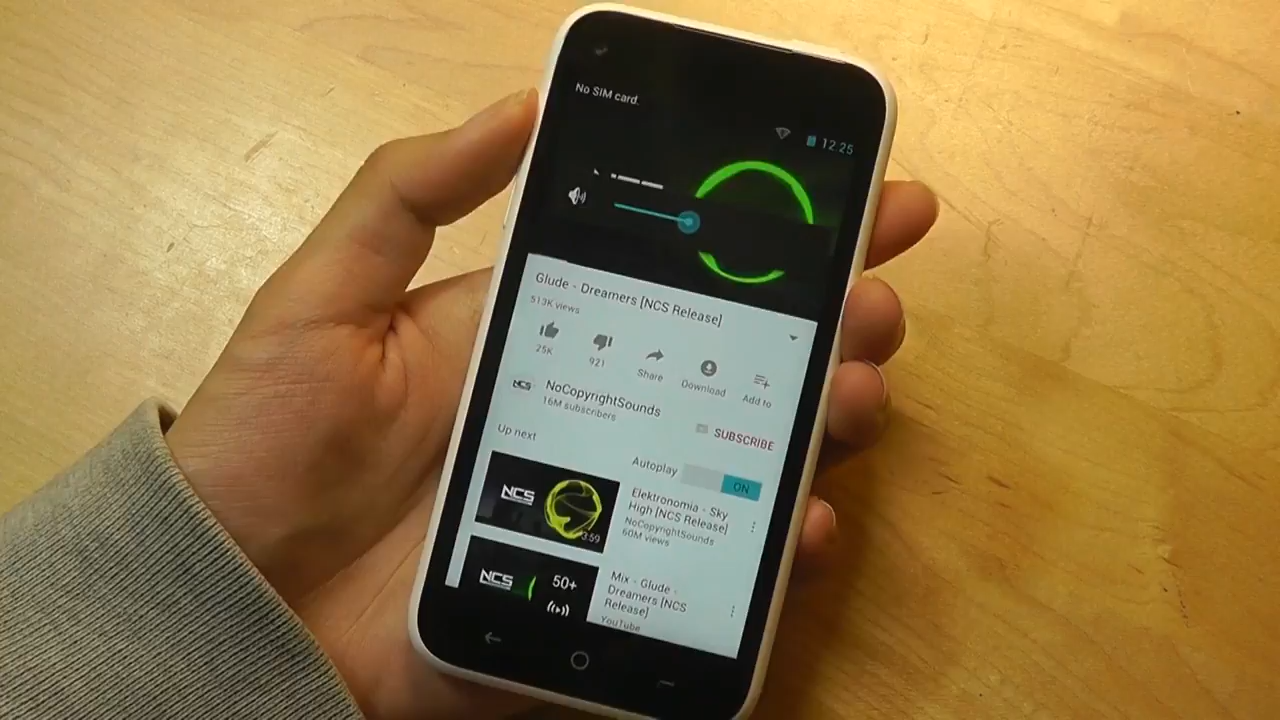 No SIM card.
12:25
Glude - Dreamers [NCS Release]
513K views
25K
921
Share
Download
Add to
NCS
NoCopyrightSounds
16M subscribers
SUBSCRIBE
Up next
Autoplay
ON
NCS
3:59
Elektronomia - Sky
High [NCS Release]
NoCopyrightSounds
60M views
NCS
50+
Mix - Glude -
Dreamers [NCS
Release]
YouTube